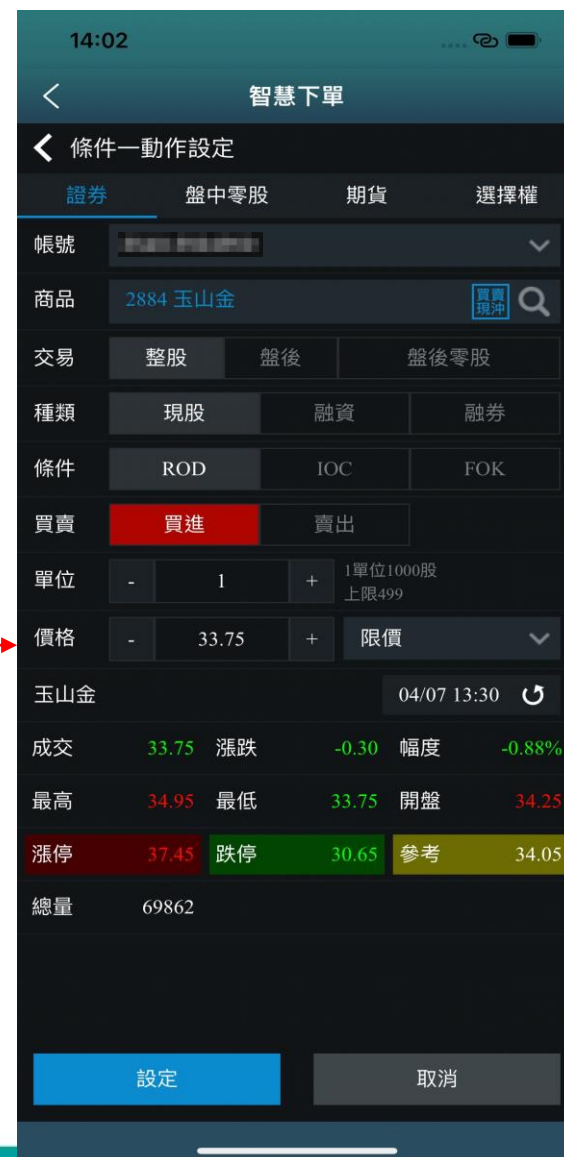 14:02
智慧下單
條件一動作設定
證券 盤中零股 期貨 選擇權
帳號
商品 2884 玉山金 買賣現沖
交易 整股 盤後 盤後零股
種類 現股 融資 融券
條件 ROD IOC FOK
買賣 買進 賣出
單位 - 1 + 1單位1000股
上限499
價格 - 33.75 + 限價
玉山金 04/07 13:30
成交 33.75 漲跌 -0.30 幅度 -0.88%
最高 34.95 最低 33.75 開盤 34.25
漲停 37.45 跌停 30.65 參考 34.05
總量 69862
設定 取消